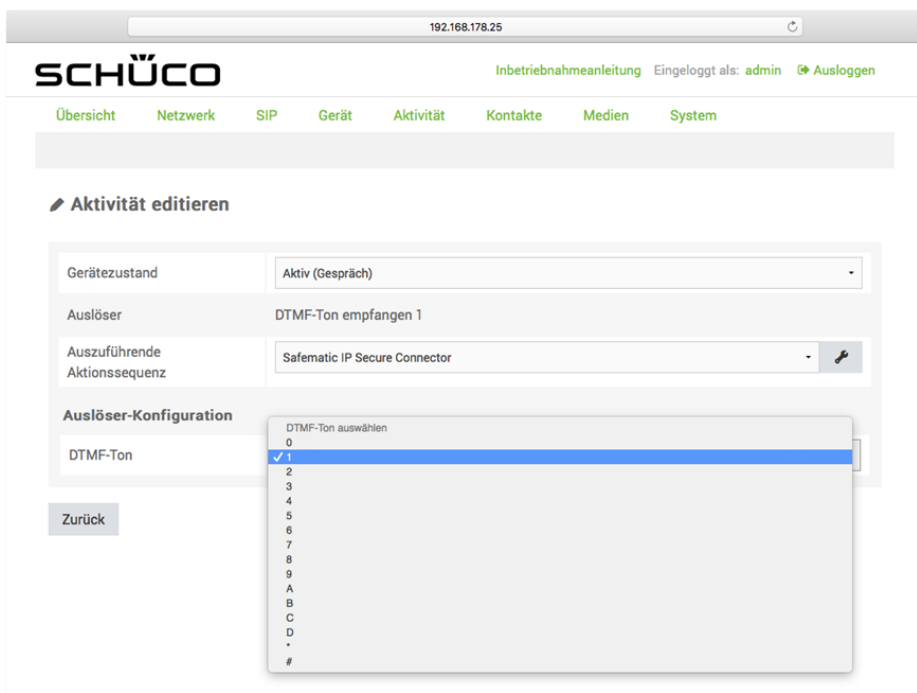 192.168.178.25
SCHÜCO
Inbetriebnahmeanleitung Eingeloggt als: admin Ausloggen
Übersicht Netzwerk SIP Gerät Aktivität Kontakte Medien System
Aktivität editieren
Gerätezustand Aktiv (Gespräch)
Auslöser DTMF-Ton empfangen 1
Auszuführende
Aktionssequenz
Safematic IP Secure Connector
Auslöser-Konfiguration
DTMF-Ton
DTMF-Ton auswählen
0
✓ 1
2
3
4
5
6
7
8
9
A
B
C
D
*
#
Zurück